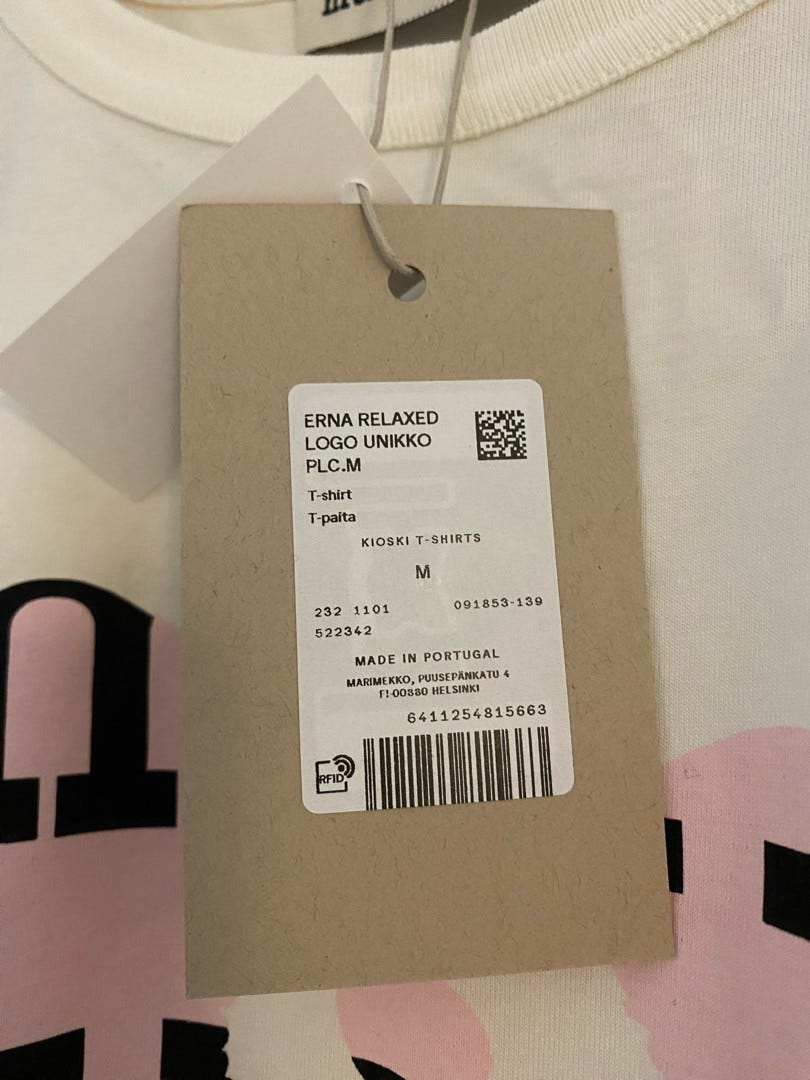 ERNA RELAXED
LOGO UNIKKO
PLC.M
T-shirt
T-paita
KIOSKI T-SHIRTS
M
232 1101 091853-139
522342
MADE IN PORTUGAL
MARIMEKKO, PUUSEPÄNKATU 4
FI-00880 HELSINKI
6411254815663
RFID